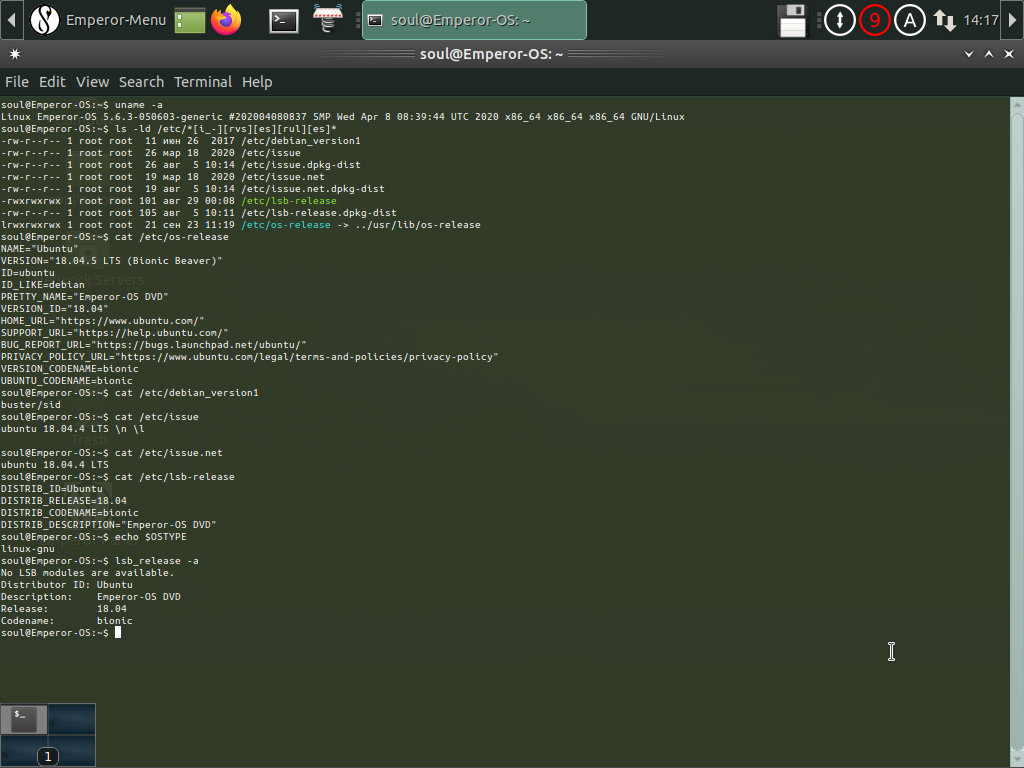 Emperor-Menu
soul@Emperor-OS: ~
9
A
14:17
soul@Emperor-OS: ~
File Edit View Search Terminal Help
soul@Emperor-OS:~$ uname -a
Linux Emperor-OS 5.6.3-050603-generic #202004080837 SMP Wed Apr 8 08:39:44 UTC 2020 x86_64 x86_64 x86_64 GNU/Linux
soul@Emperor-OS:~$ ls -ld /etc/*[i_-][rvs][es][rul][es]*
-rw-r--r-- 1 root root  11 июн 26  2017 /etc/debian_version1
-rw-r--r-- 1 root root  26 мар 18  2020 /etc/issue
-rw-r--r-- 1 root root  26 авг  5 10:14 /etc/issue.dpkg-dist
-rw-r--r-- 1 root root  19 мар 18  2020 /etc/issue.net
-rw-r--r-- 1 root root  19 авг  5 10:14 /etc/issue.net.dpkg-dist
-rwxrwxrwx 1 root root 101 авг 29 00:08 /etc/lsb-release
-rw-r--r-- 1 root root 105 авг  5 10:11 /etc/lsb-release.dpkg-dist
lrwxrwxrwx 1 root root  21 сен 23 11:19 /etc/os-release -> ../usr/lib/os-release
soul@Emperor-OS:~$ cat /etc/os-release
NAME="Ubuntu"
VERSION="18.04.5 LTS (Bionic Beaver)"
ID=ubuntu
ID_LIKE=debian
PRETTY_NAME="Emperor-OS DVD"
VERSION_ID="18.04"
HOME_URL="https://www.ubuntu.com/"
SUPPORT_URL="https://help.ubuntu.com/"
BUG_REPORT_URL="https://bugs.launchpad.net/ubuntu/"
PRIVACY_POLICY_URL="https://www.ubuntu.com/legal/terms-and-policies/privacy-policy"
VERSION_CODENAME=bionic
UBUNTU_CODENAME=bionic
soul@Emperor-OS:~$ cat /etc/debian_version1
buster/sid
soul@Emperor-OS:~$ cat /etc/issue
ubuntu 18.04.4 LTS \n \l
Trash
soul@Emperor-OS:~$ cat /etc/issue.net
ubuntu 18.04.4 LTS
soul@Emperor-OS:~$ cat /etc/lsb-release
DISTRIB_ID=Ubuntu
DISTRIB_RELEASE=18.04
DISTRIB_CODENAME=bionic
DISTRIB_DESCRIPTION="Emperor-OS DVD"
soul@Emperor-OS:~$ echo $OSTYPE
linux-gnu
soul@Emperor-OS:~$ lsb_release -a
No LSB modules are available.
Distributor ID: Ubuntu
Description:    Emperor-OS DVD
Release:        18.04
Codename:       bionic
soul@Emperor-OS:~$
1